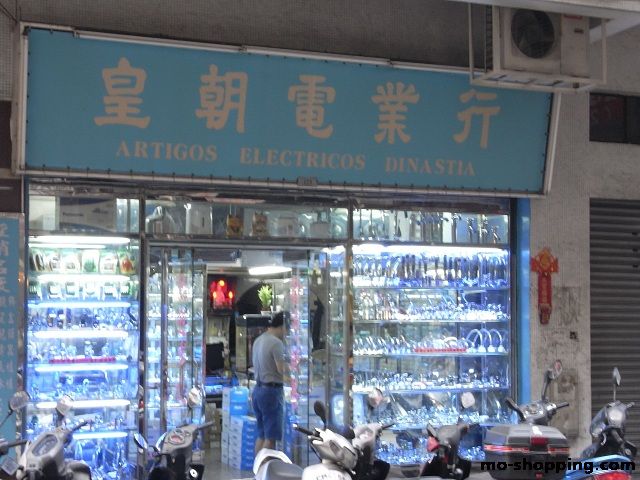 皇朝電業行
ARTIGOS ELECTRICOS DINASTIA
mo-shopping.com